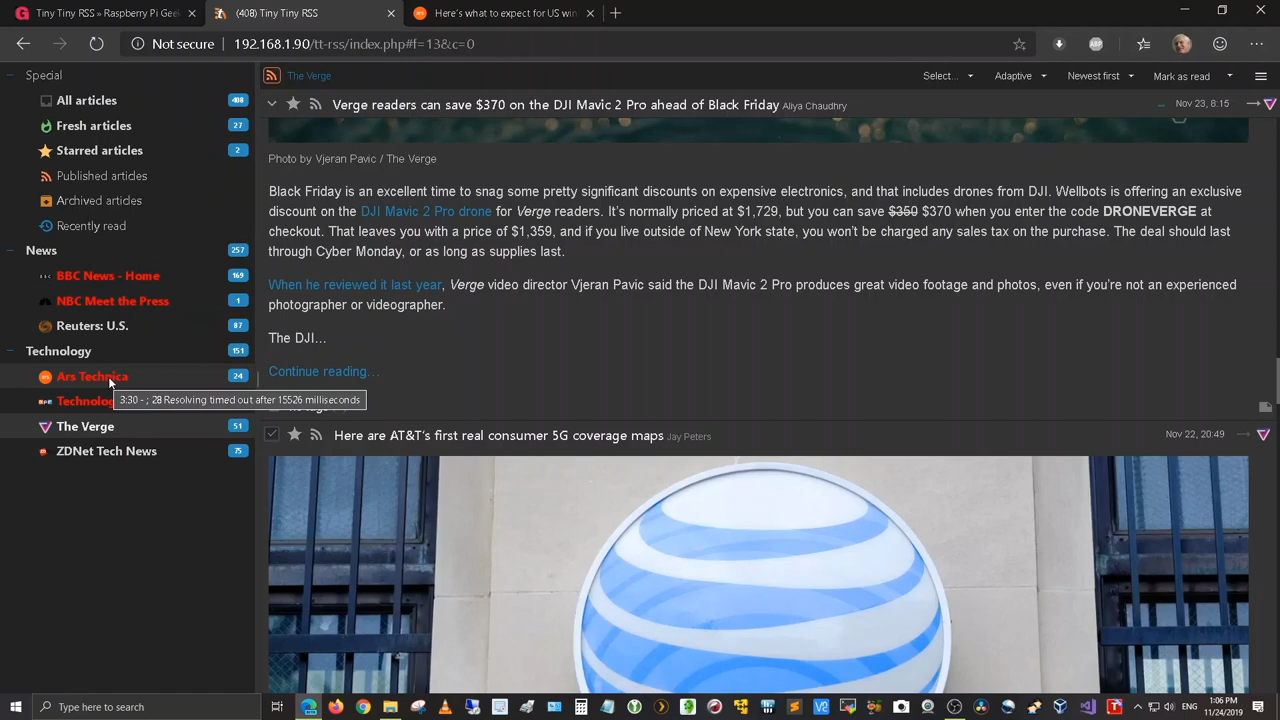 Tiny Tiny RSS » Raspberry Pi Geek
(408) Tiny Tiny RSS
Here's what to expect for US win
Not secure
192.168.1.90/tt-rss/index.php#f=13&c=0
Special
All articles 408
Fresh articles 27
Starred articles 2
Published articles
Archived articles
Recently read
News 257
BBC News - Home 169
NBC Meet the Press 1
Reuters: U.S. 87
Technology 151
Ars Technica 24
Technolog
3:30 - ; 28 Resolving timed out after 15526 milliseconds
The Verge 51
ZDNet Tech News 75
The Verge
Select... Adaptive Newest first Mark as read
Verge readers can save $370 on the DJI Mavic 2 Pro ahead of Black Friday Aliya Chaudhry Nov 23, 8:15
Photo by Vjeran Pavic / The Verge
Black Friday is an excellent time to snag some pretty significant discounts on expensive electronics, and that includes drones from DJI. Wellbots is offering an exclusive
discount on the DJI Mavic 2 Pro drone for Verge readers. It's normally priced at $1,729, but you can save $350 $370 when you enter the code DRONEVERGE at
checkout. That leaves you with a price of $1,359, and if you live outside of New York state, you won't be charged any sales tax on the purchase. The deal should last
through Cyber Monday, or as long as supplies last.
When he reviewed it last year, Verge video director Vjeran Pavic said the DJI Mavic 2 Pro produces great video footage and photos, even if you're not an experienced
photographer or videographer.
The DJI…
Continue reading…
Here are AT&T's first real consumer 5G coverage maps Jay Peters Nov 22, 20:49
Type here to search
1:06 PM
11/24/2019